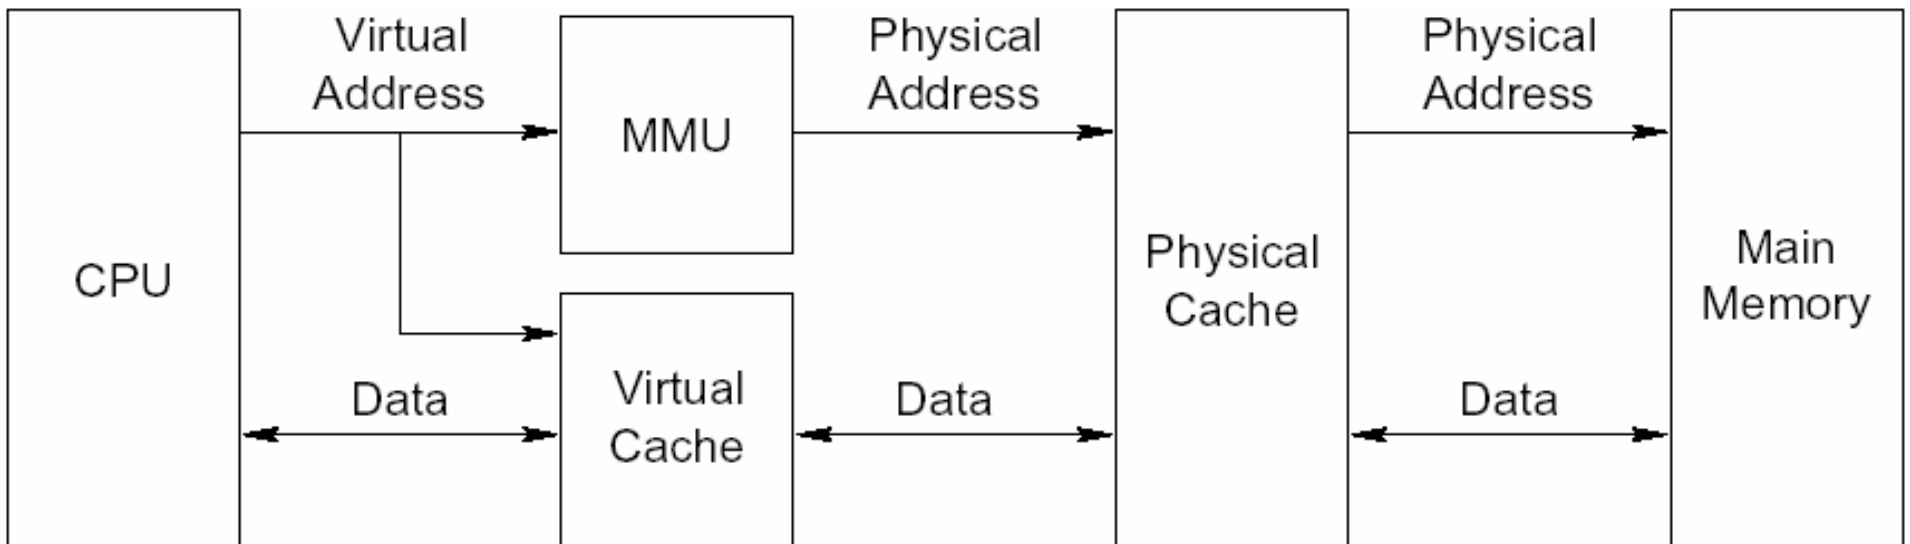 CPU
Virtual
Address
Data
MMU
Virtual
Cache
Physical
Address
Data
Physical
Cache
Physical
Address
Data
Main
Memory